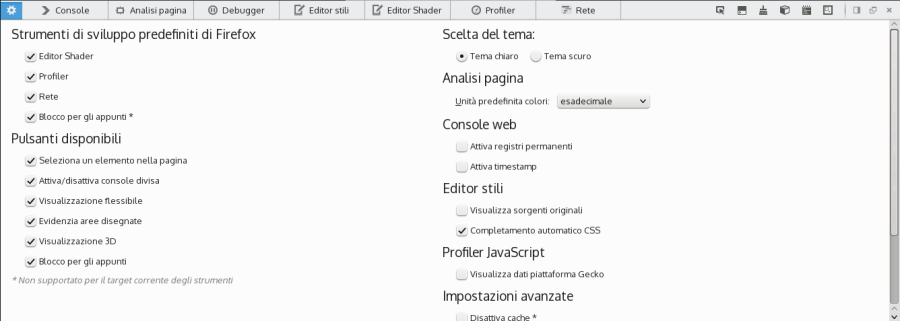 Console
Analisi pagina
Debugger
Editor stili
Editor Shader
Profiler
Rete
Strumenti di sviluppo predefiniti di Firefox
Editor Shader
Profiler
Rete
Blocco per gli appunti *
Pulsanti disponibili
Seleziona un elemento nella pagina
Attiva/disattiva console divisa
Visualizzazione flessibile
Evidenzia aree disegnate
Visualizzazione 3D
Blocco per gli appunti
* Non supportato per il target corrente degli strumenti
Scelta del tema:
Tema chiaro Tema scuro
Analisi pagina
Unità predefinita colori: esadecimale
Console web
Attiva registri permanenti
Attiva timestamp
Editor stili
Visualizza sorgenti originali
Completamento automatico CSS
Profiler JavaScript
Visualizza dati piattaforma Gecko
Impostazioni avanzate
Disattiva cache *